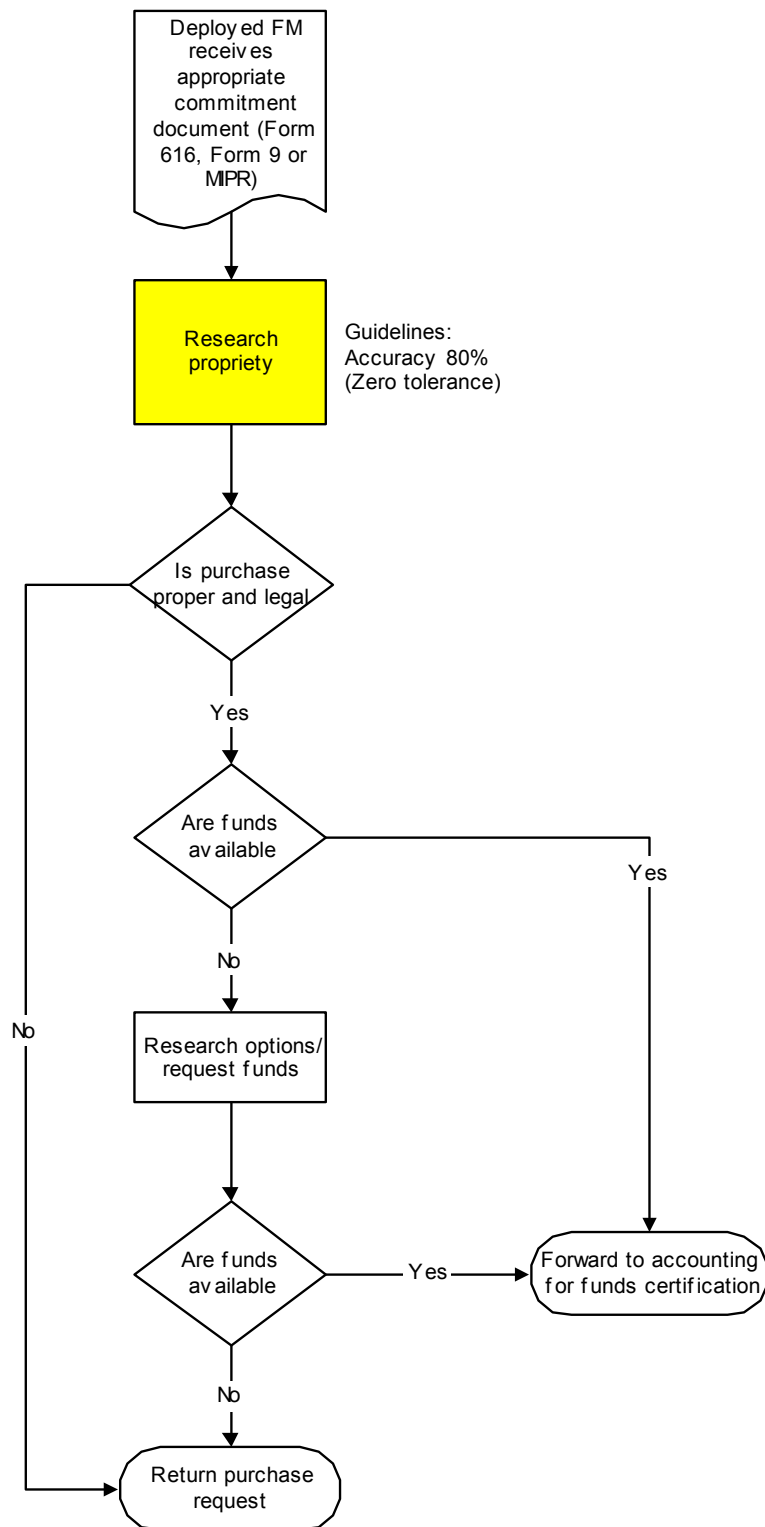 Deployed FM
receives
appropriate
commitment
document (Form
616, Form 9 or
MIPR)
Research
propriety
Guidelines:
Accuracy 80%
(Zero tolerance)
Is purchase
proper and legal
Yes
Are funds
available
Yes
No
No
Research options/
request funds
Are funds
available
Yes
Forward to accounting
for funds certification
No
Return purchase
request